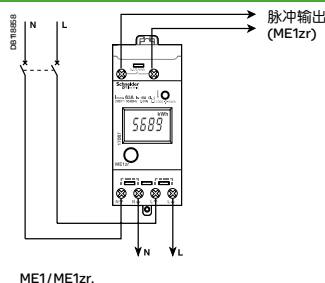 脉冲输出
(ME1zr)
DB118858
N L
Schneider
kWh
5689
ME1zr
N L
ME1/ME1zr.